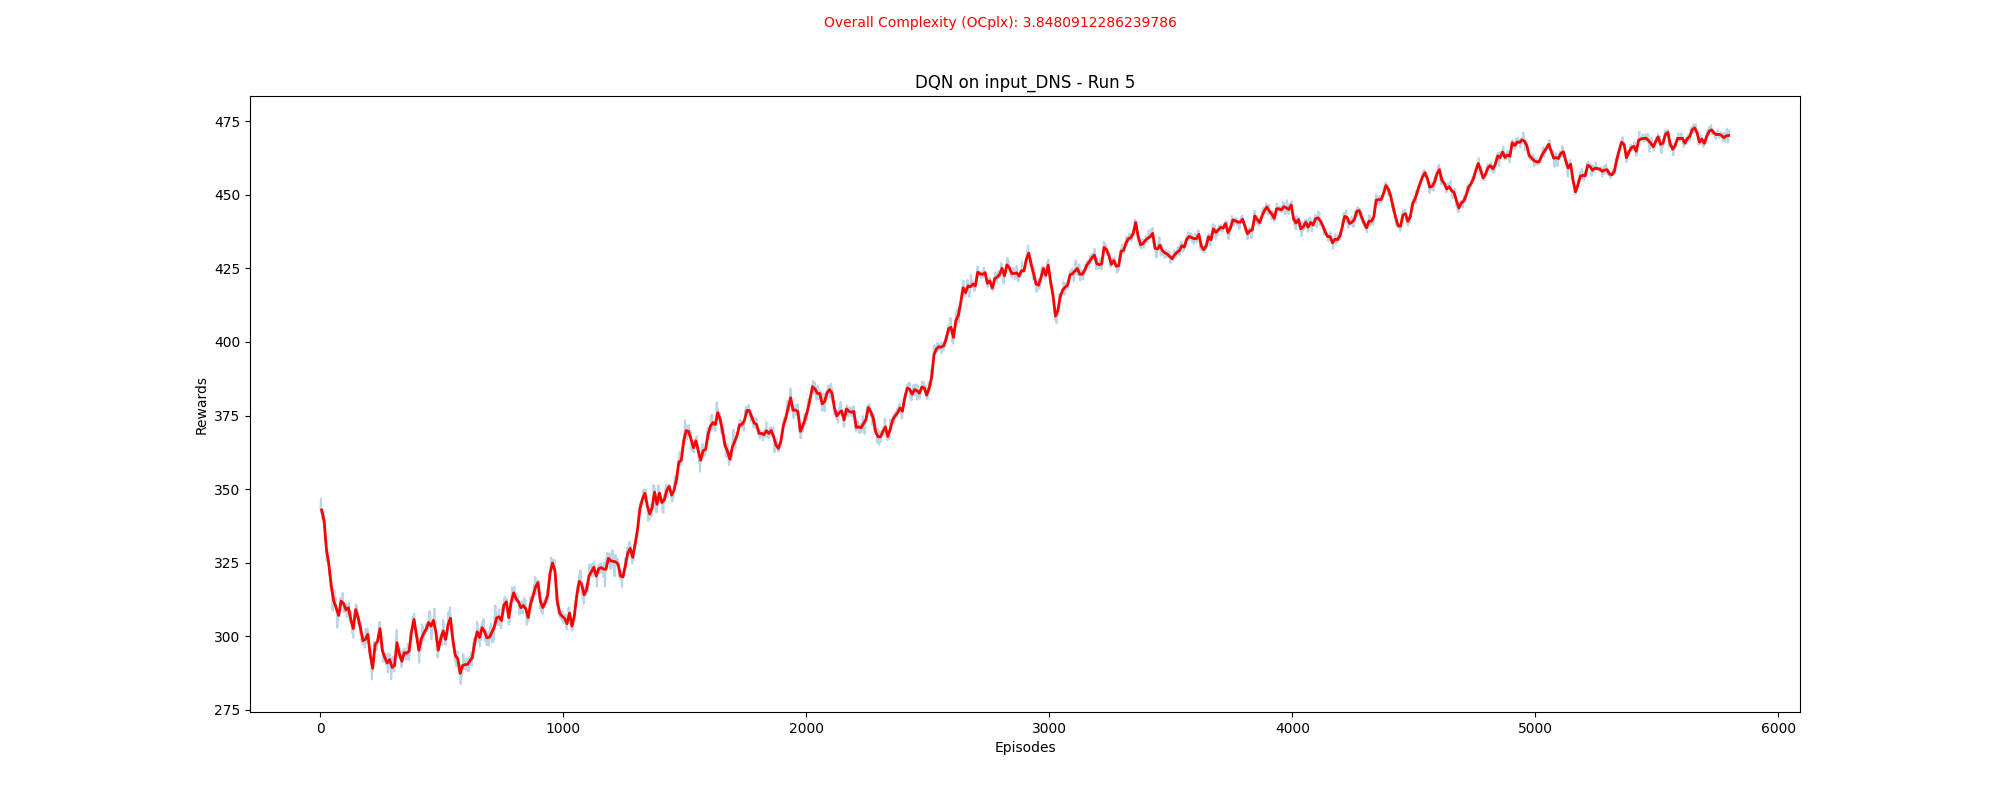 Overall Complexity (OCplx): 3.8480912286239786
DQN on input_DNS - Run 5
475
450
425
400
375
350
325
300
275
Rewards
0 1000 2000 3000 4000 5000 6000
Episodes